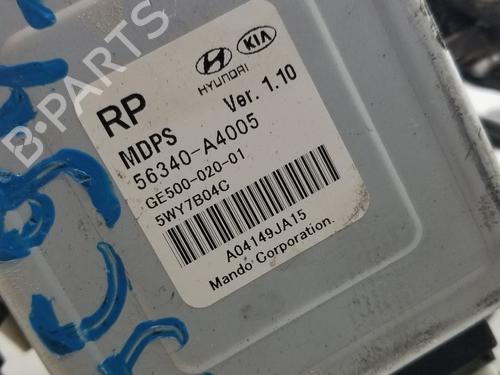 B-PARTS
HYUNDAI
KIA
RP
MDPS
Ver. 1.10
56340-A4005
GE500-020-01
5WY7B04C
A04149JA15
Mando Corporation.